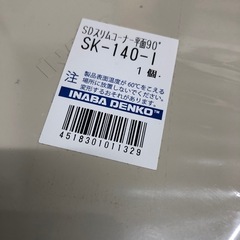 SDスリムコーナー平面90°
SK-140-I
1個
注
製品表面温度が60℃をこえる
場所に放置しないでください。
変形するおそれがあります。
INABA DENKO
4518301011329